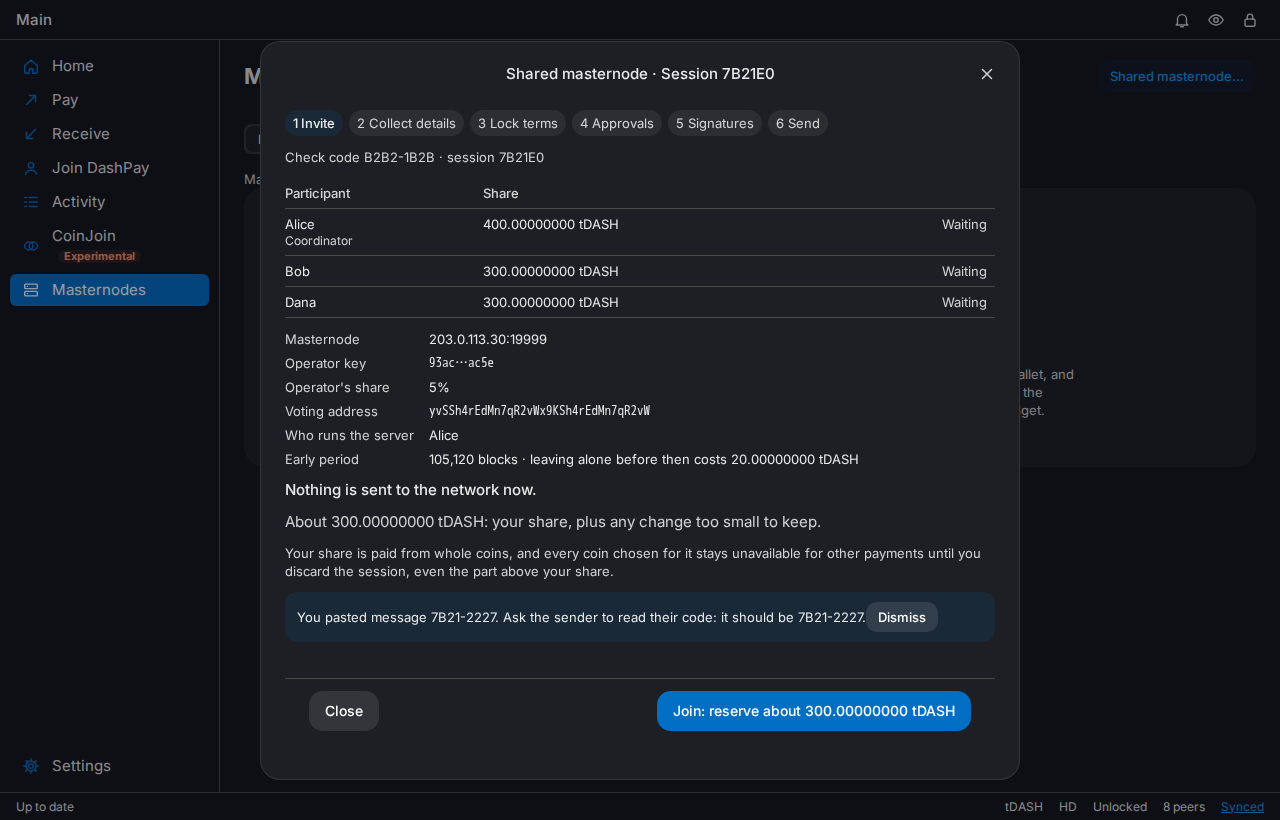 Main
Home
Pay
Receive
Join DashPay
Activity
CoinJoin
Experimental
Masternodes
Settings
Shared masternode...
Shared masternode · Session 7B21E0
1 Invite 2 Collect details 3 Lock terms 4 Approvals 5 Signatures 6 Send
Check code B2B2-1B2B · session 7B21E0
Participant Share
Alice 400.00000000 tDASH Waiting
Coordinator
Bob 300.00000000 tDASH Waiting
Dana 300.00000000 tDASH Waiting
Masternode 203.0.113.30:19999
Operator key 93ac⋯ac5e
Operator's share 5%
Voting address yvSSh4rEdMn7qR2vWx9KSh4rEdMn7qR2vW
Who runs the server Alice
Early period 105,120 blocks · leaving alone before then costs 20.00000000 tDASH
Nothing is sent to the network now.
About 300.00000000 tDASH: your share, plus any change too small to keep.
Your share is paid from whole coins, and every coin chosen for it stays unavailable for other payments until you
discard the session, even the part above your share.
You pasted message 7B21-2227. Ask the sender to read their code: it should be 7B21-2227. Dismiss
Close Join: reserve about 300.00000000 tDASH
allet, and
the
get.
Up to date tDASH HD Unlocked 8 peers Synced